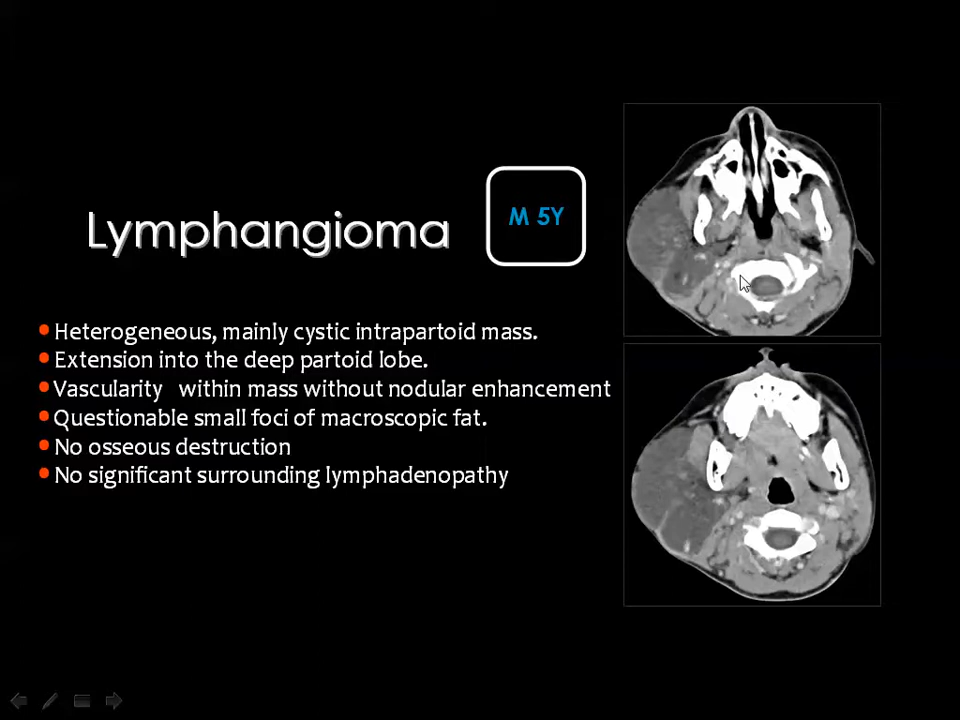 Lymphangioma
M 5Y
Heterogeneous, mainly cystic intrapartoid mass.
Extension into the deep partoid lobe.
Vascularity within mass without nodular enhancement
Questionable small foci of macroscopic fat.
No osseous destruction
No significant surrounding lymphadenopathy